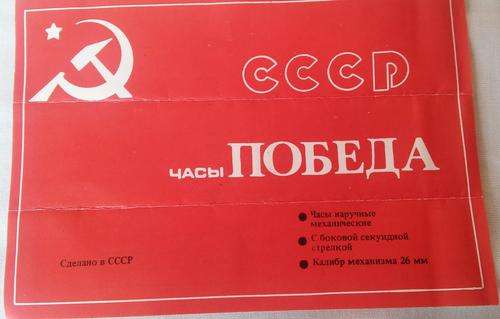 СССР
ЧАСЫ ПОБЕДА
Часы наручные
механические
С боковой секундной
стрелкой
Калибр механизма 26 мм
Сделано в СССР